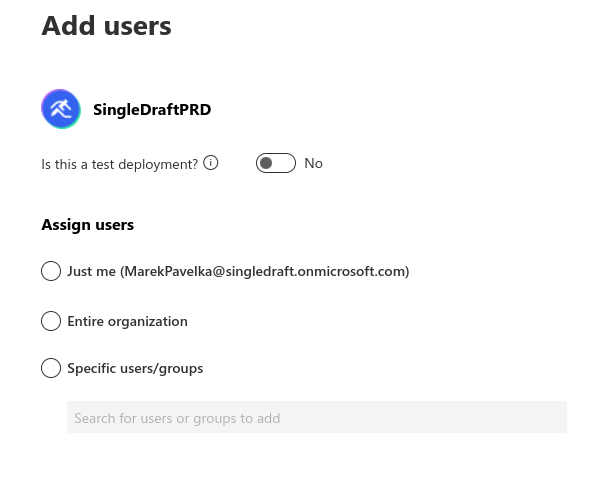 Add users
SingleDraftPRD
Is this a test deployment? No
Assign users
Just me (MarekPavelka@singledraft.onmicrosoft.com)
Entire organization
Specific users/groups
Search for users or groups to add